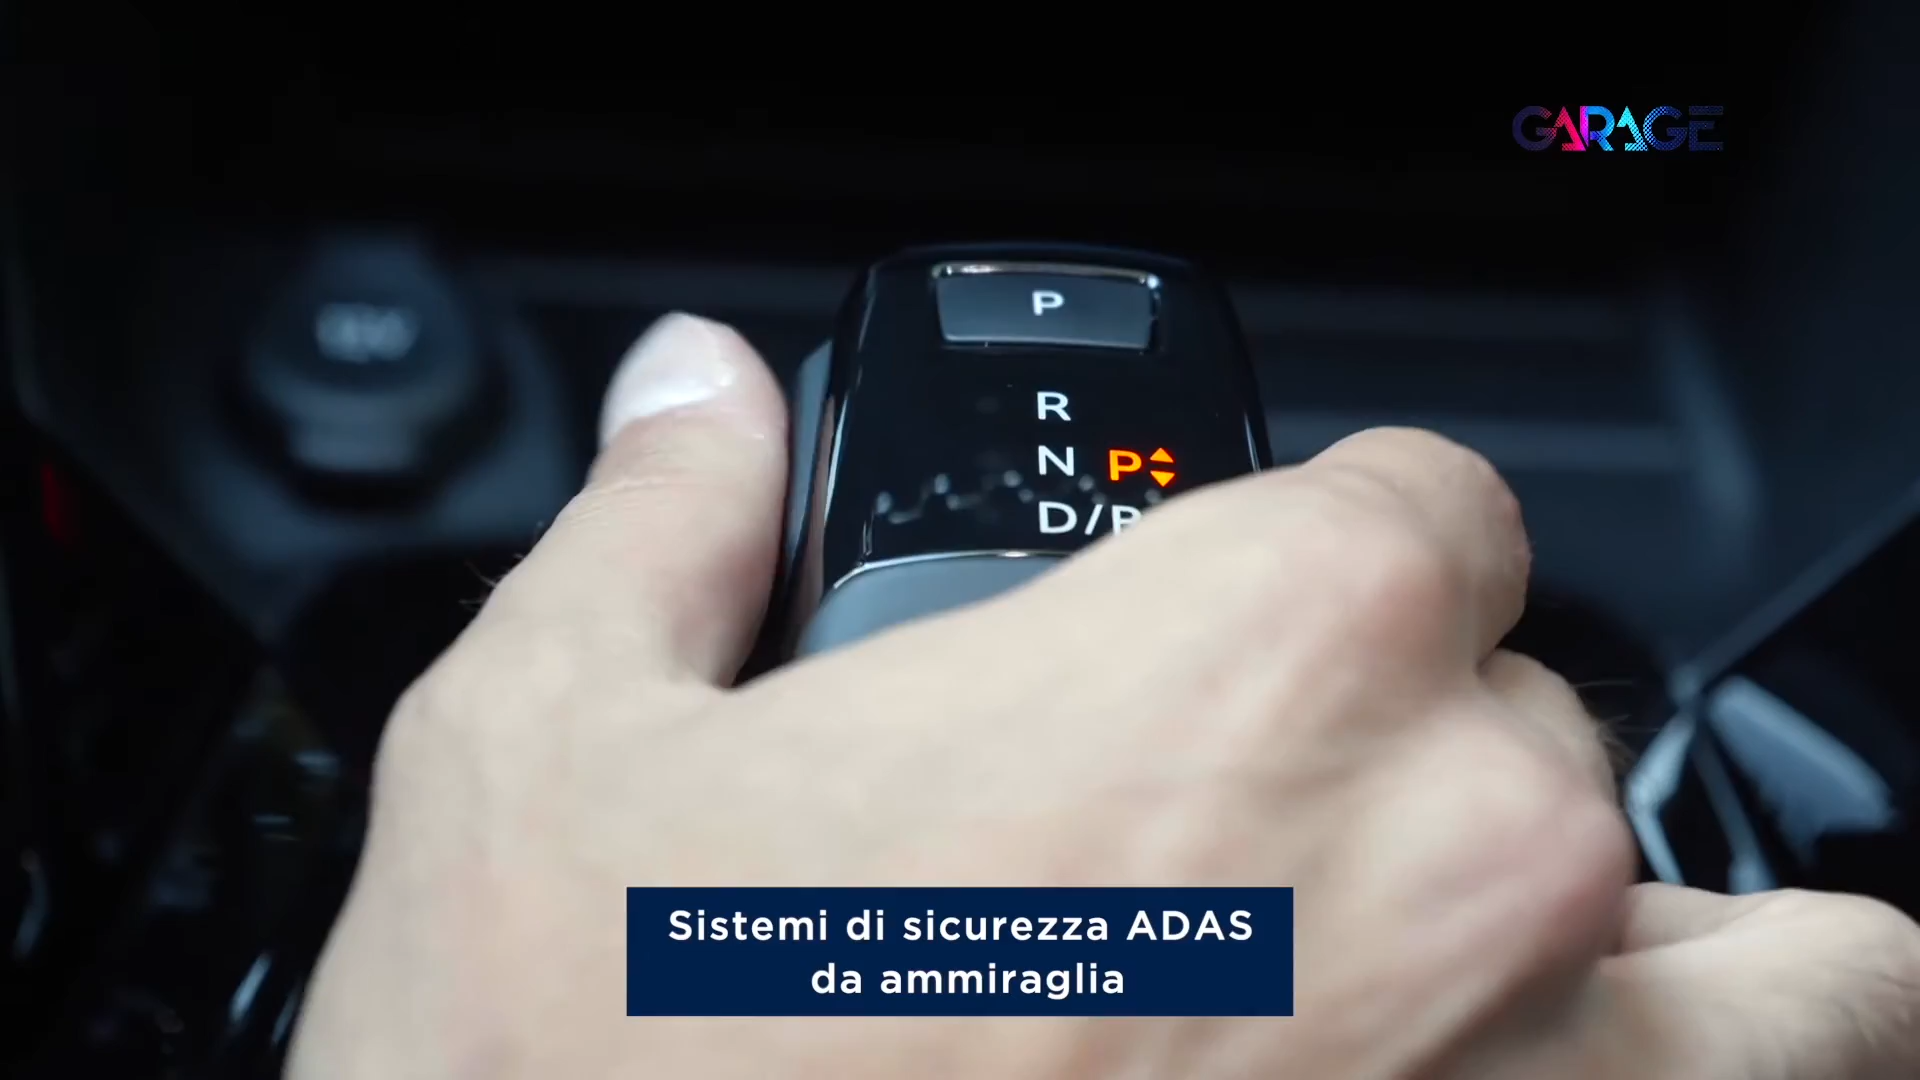 GARAGE
P
R
N P
D/B
Sistemi di sicurezza ADAS
da ammiraglia